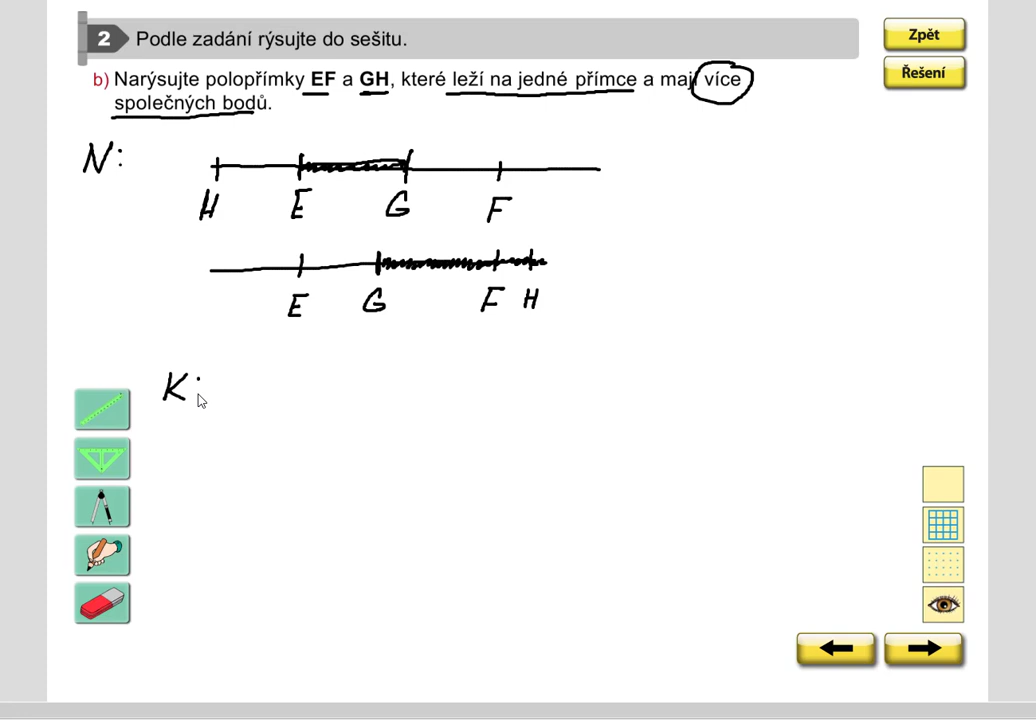 2 Podle zadání rýsujte do sešitu.
Zpět
Řešení
b) Narýsujte polopřímky EF a GH, které leží na jedné přímce a mají více
společných bodů.
N:
H E G F
E G F H
K: